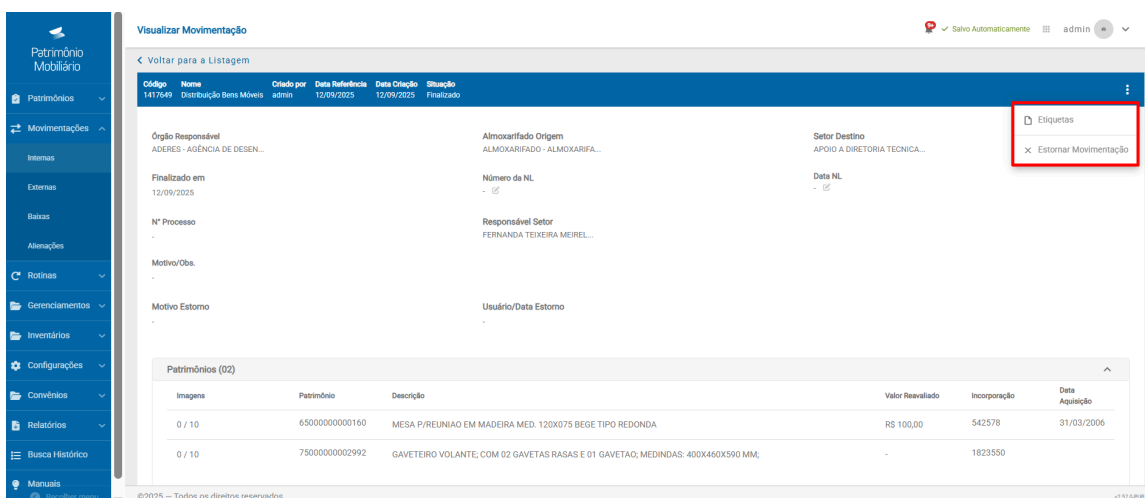 Patrimônio
Mobiliário
Patrimônios
Movimentações
Internas
Externas
Baixas
Alienações
Rotinas
Gerenciamentos
Inventários
Configurações
Convênios
Relatórios
Busca Histórico
Manuais
Recolher menu
Visualizar Movimentação
Salvo Automaticamente admin
Voltar para a Listagem
Código Nome Criado por Data Referência Data Criação Situação
1417649 Distribuição Bens Móveis admin 12/09/2025 12/09/2025 Finalizado
Etiquetas
Estornar Movimentação
Órgão Responsável Almoxarifado Origem Setor Destino
ADERES - AGÊNCIA DE DESEN... ALMOXARIFADO - ALMOXARIFA... APOIO A DIRETORIA TECNICA...
Finalizado em Número da NL Data NL
12/09/2025 - -
N° Processo Responsável Setor
- FERNANDA TEIXEIRA MEIREL...
Motivo/Obs.
-
Motivo Estorno Usuário/Data Estorno
- -
Patrimônios (02)
Imagens Patrimônio Descrição Valor Reavaliado Incorporação Data Aquisição
0 / 10 65000000000160 MESA P/REUNIAO EM MADEIRA MED. 120X075 BEGE TIPO REDONDA R$ 100,00 542578 31/03/2006
0 / 10 75000000002992 GAVETEIRO VOLANTE; COM 02 GAVETAS RASAS E 01 GAVETAO; MEDINDAS: 400X460X590 MM; - 1823550
©2025 — Todos os direitos reservados